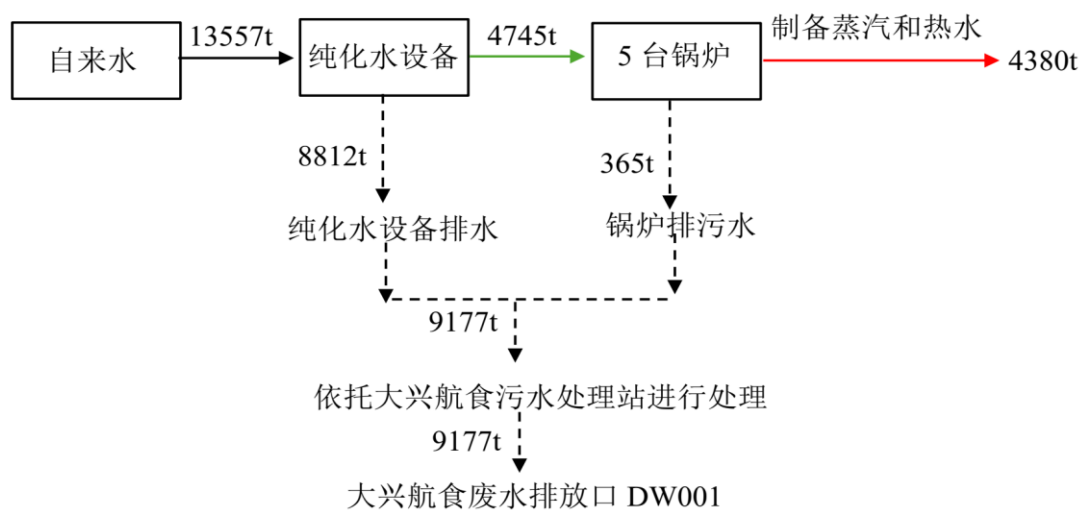 自来水
13557t
纯化水设备
4745t
5 台锅炉
制备蒸汽和热水
4380t
8812t
365t
纯化水设备排水
锅炉排污水
9177t
依托大兴航食污水处理站进行处理
9177t
大兴航食废水排放口 DW001